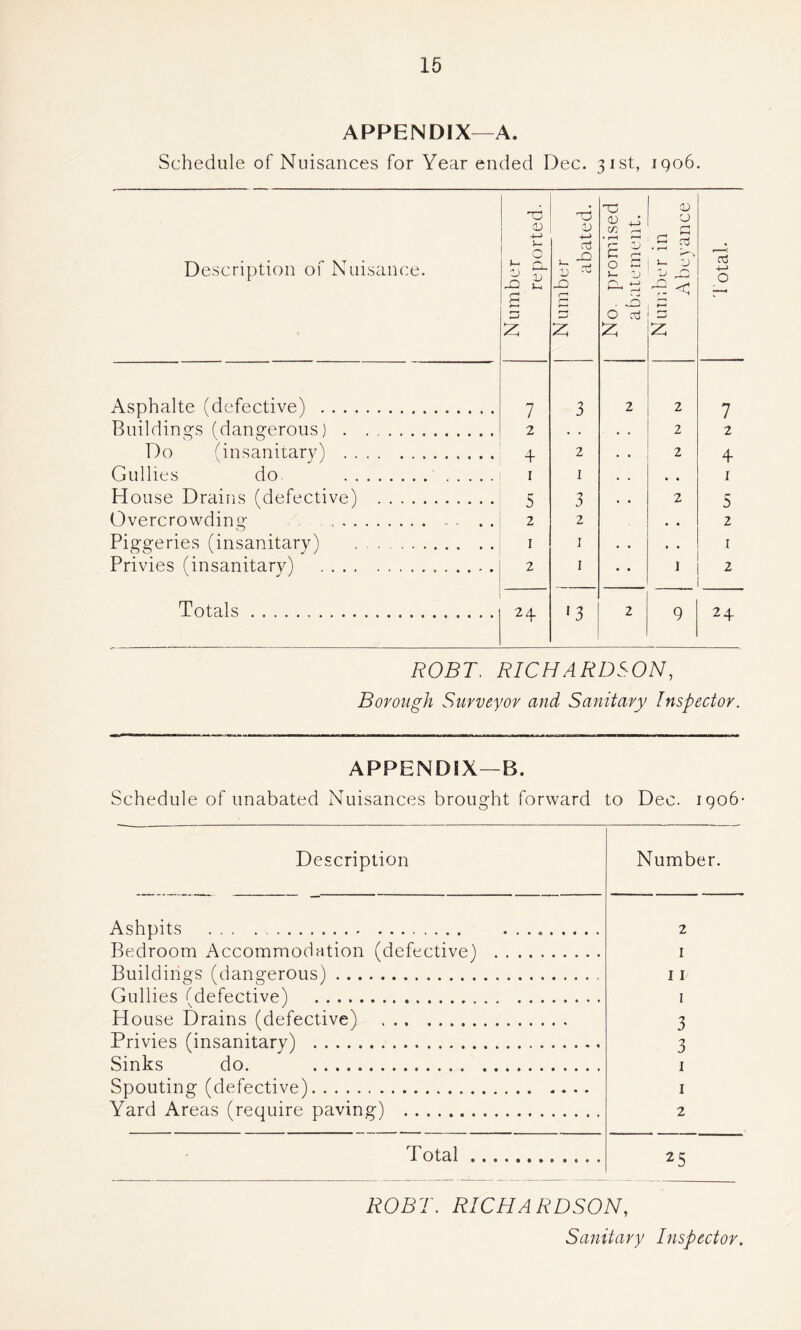 15
APPENDIX—A.
Schedule of Nuisances for Year ended Dec. 31st, 1906.
Description of Nuisance. Number reported. Number abated. No. promised abatement. Number in Abeyance Total.
Asphalte (defective) .................. 7 3 2 2 7
Buildings (dangerous) . ............. 2 .. .. 2 2
Do (insanitary) .... .......... 4 2 .. 2 4
Gullies do. .............. 1 1 .. .. 1
House Drains (defective) ............ 5 3 .. 2 5
Overcrowding .......... .. .. 2 2 .. 2
Piggeries (insanitary) ............. .. 1 1 .. .. 1
Privies (insanitary) .... ........... 2 1 .. 1 2
Totals ....................... 24 13 2 9 24
ROBT. RICHARDSON,
Borough Surveyor and Sanitary Inspector.
APPENDIX—B.
Schedule of unabated Nuisances brought forward to Dec. 1906·
Description Number.
Ashpits ... ............ ......... ......... 2
Bedroom Accommodation (defective) .......... 1
Buildings (dangerous) ......................... 11
Gullies (defective) ................... ......... 1
House Drains (defective) ... .................. 3
Privies (insanitary) ........................... 3
Sinks do. ................ ............ 1
Spouting (defective)..................... .... 1
Yard Areas (require paving) .................. 2
Total ............ 25
ROBT. RICHARDSON,
Sanitary Inspector.